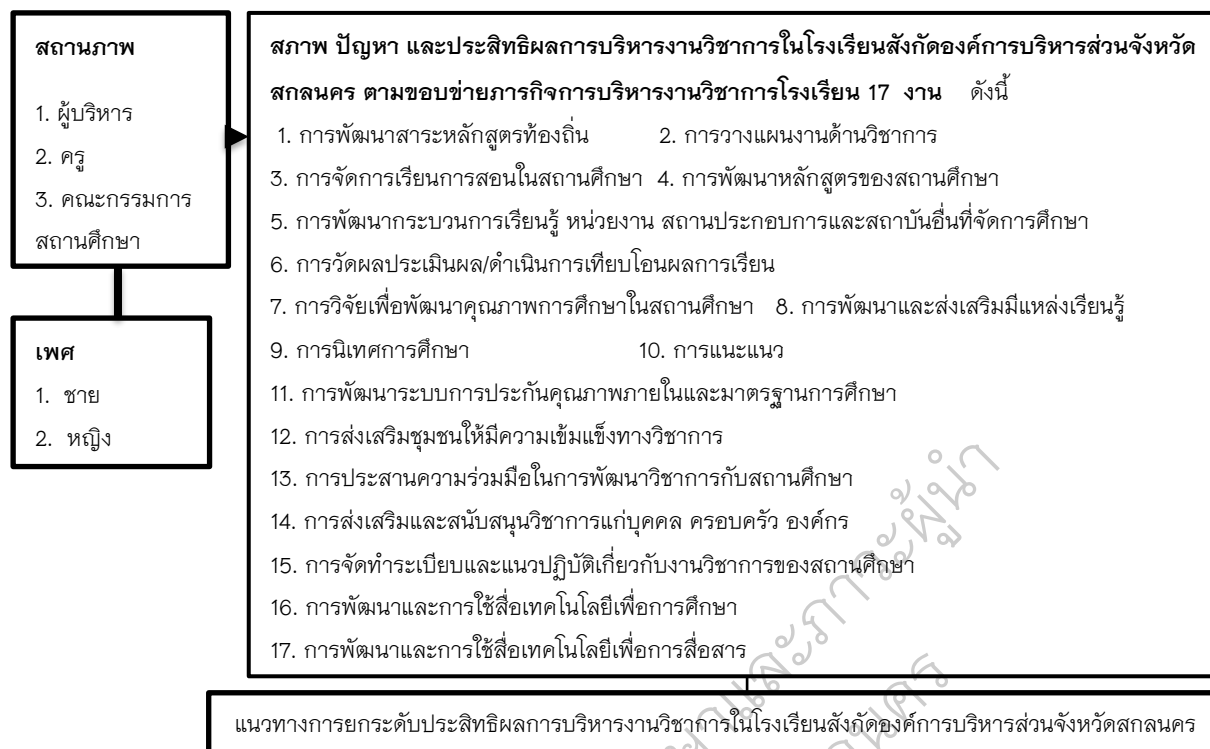 สถานภาพ
1. ผู้บริหาร
2. ครู
3. คณะกรรมการ
สถานศึกษา
เพศ
1. ชาย
2. หญิง
สภาพ ปัญหา และประสิทธิผลการบริหารงานวิชาการในโรงเรียนสังกัดองค์การบริหารส่วนจังหวัด
สกลนคร ตามขอบข่ายภารกิจการบริหารงานวิชาการโรงเรียน 17 งาน ดังนี้
1. การพัฒนาสาระหลักสูตรท้องถิ่น 2. การวางแผนงานด้านวิชาการ
3. การจัดการเรียนการสอนในสถานศึกษา 4. การพัฒนาหลักสูตรของสถานศึกษา
5. การพัฒนากระบวนการเรียนรู้ หน่วยงาน สถานประกอบการและสถาบันอื่นที่จัดการศึกษา
6. การวัดผลประเมินผล/ดำเนินการเทียบโอนผลการเรียน
7. การวิจัยเพื่อพัฒนาคุณภาพการศึกษาในสถานศึกษา 8. การพัฒนาและส่งเสริมมีแหล่งเรียนรู้
9. การนิเทศการศึกษา 10. การแนะแนว
11. การพัฒนาระบบการประกันคุณภาพภายในและมาตรฐานการศึกษา
12. การส่งเสริมชุมชนให้มีความเข้มแข็งทางวิชาการ
13. การประสานความร่วมมือในการพัฒนาวิชาการกับสถานศึกษา
14. การส่งเสริมและสนับสนุนวิชาการแก่บุคคล ครอบครัว องค์กร
15. การจัดทำระเบียบและแนวปฏิบัติเกี่ยวกับงานวิชาการของสถานศึกษา
16. การพัฒนาและการใช้สื่อเทคโนโลยีเพื่อการศึกษา
17. การพัฒนาและการใช้สื่อเทคโนโลยีเพื่อการสื่อสาร
แนวทางการยกระดับประสิทธิผลการบริหารงานวิชาการในโรงเรียนสังกัดองค์การบริหารส่วนจังหวัดสกลนคร